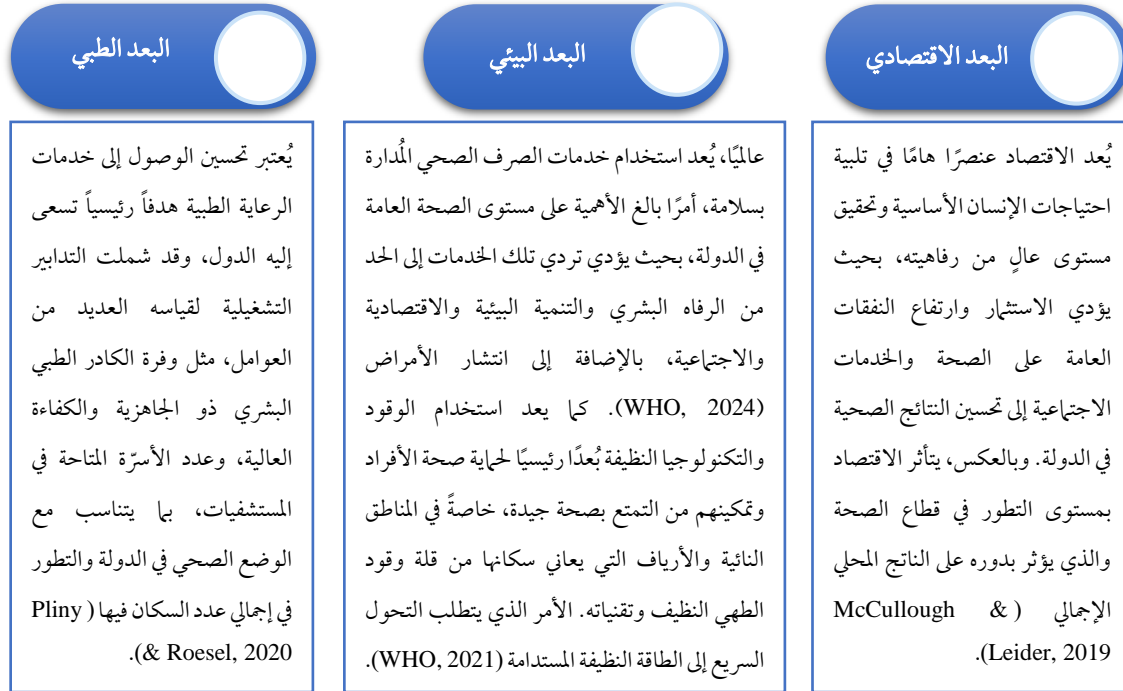 البعد الاقتصادي
يُعد الاقتصاد عنصرًا هامًا في تلبية
احتياجات الإنسان الأساسية وتحقيق
مستوى عالٍ من رفاهيته، بحيث
يؤدي الاستثمار وارتفاع النفقات
العامة على الصحة والخدمات
الاجتماعية إلى تحسين النتائج الصحية
في الدولة. وبالعكس، يتأثر الاقتصاد
بمستوى التطور في قطاع الصحة
والذي يؤثر بدوره على الناتج المحلي
الإجمالي (McCullough &
Leider, 2019).
البعد البيئي
عالميًا، يُعد استخدام خدمات الصرف الصحي المُدارة
بسلامة، أمرًا بالغ الأهمية على مستوى الصحة العامة
في الدولة، بحيث يؤدي تردي تلك الخدمات إلى الحد
من الرفاه البشري والتنمية البيئية والاقتصادية
والاجتماعية، بالإضافة إلى انتشار الأمراض
(WHO, 2024). كما يعد استخدام الوقود
والتكنولوجيا النظيفة بُعدًا رئيسيًا لحماية صحة الأفراد
وتمكينهم من التمتع بصحة جيدة، خاصةً في المناطق
النائية والأرياف التي يعاني سكانها من قلة وقود
الطهي النظيف وتقنياته. الأمر الذي يتطلب التحول
السريع إلى الطاقة النظيفة المستدامة (WHO, 2021).
البعد الطبي
يُعتبر تحسين الوصول إلى خدمات
الرعاية الطبية هدفاً رئيسياً تسعى
إليه الدول، وقد شملت التدابير
التشغيلية لقياسه العديد من
العوامل، مثل وفرة الكادر الطبي
البشري ذو الجاهزية والكفاءة
العالية، وعدد الأسرّة المتاحة في
المستشفيات، بما يتناسب مع
الوضع الصحي في الدولة والتطور
في إجمالي عدد السكان فيها (Pliny
& Roesel, 2020).